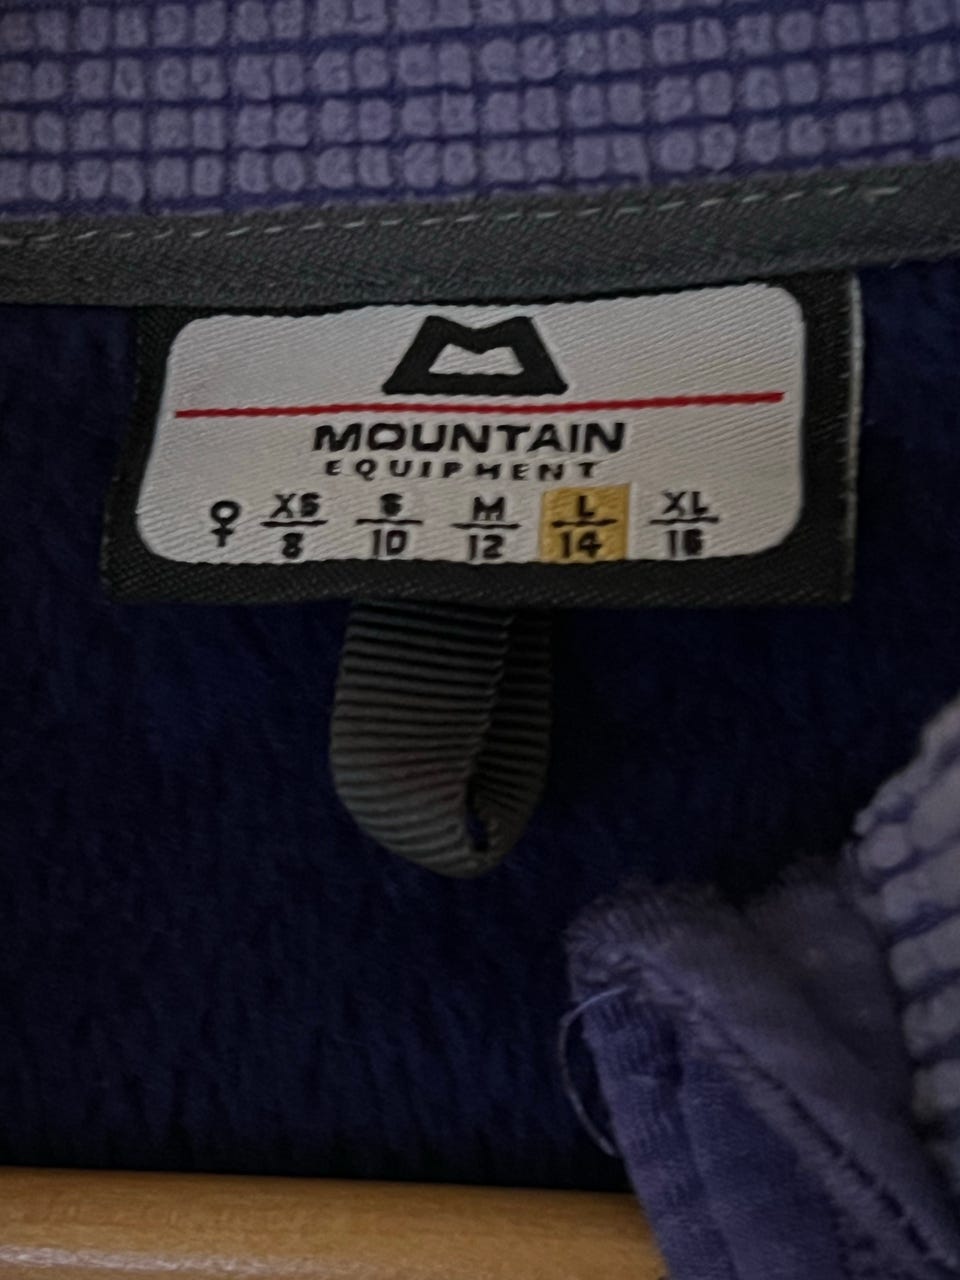 MOUNTAIN
EQUIPMENT
♀ XS/8 S/10 M/12 L/14 XL/16